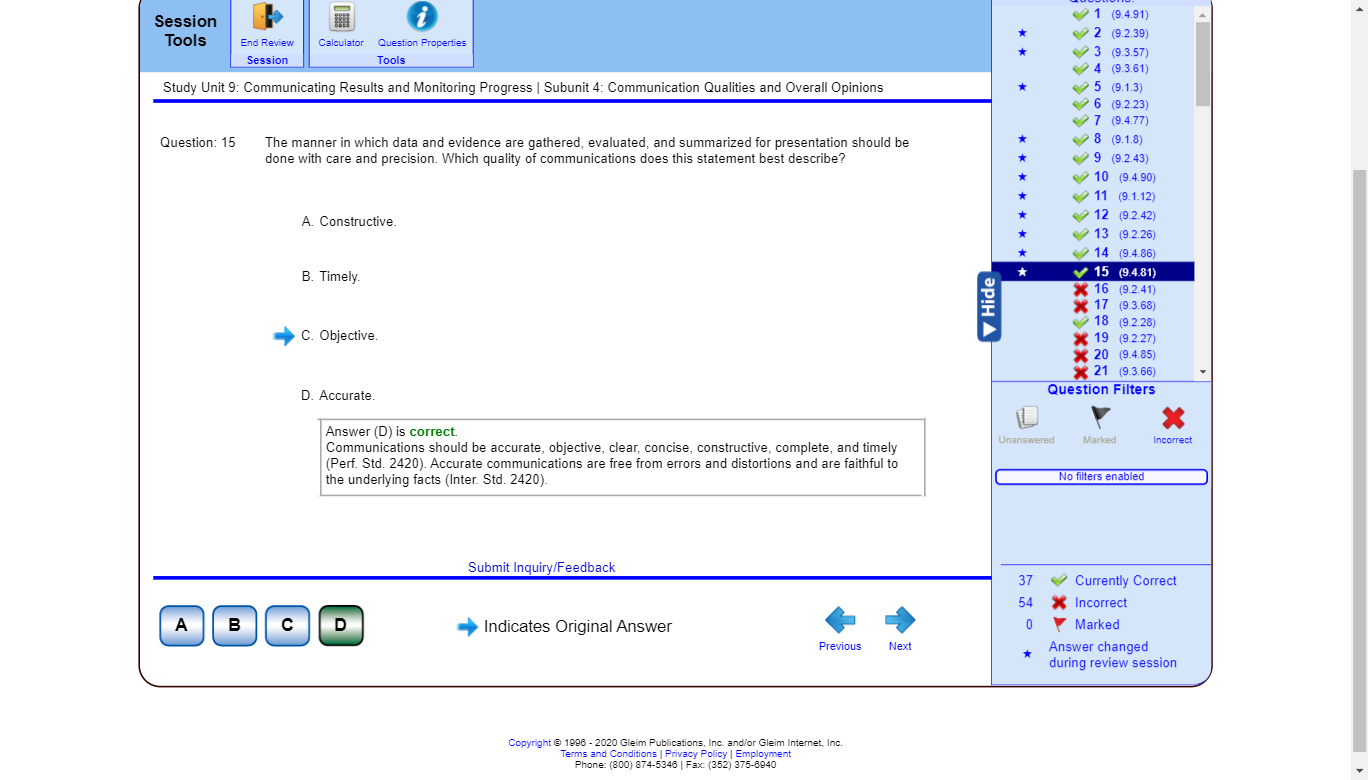 Session
Tools
End Review
Session
Calculator
Question Properties
Tools
Study Unit 9: Communicating Results and Monitoring Progress | Subunit 4: Communication Qualities and Overall Opinions
Question: 15
The manner in which data and evidence are gathered, evaluated, and summarized for presentation should be
done with care and precision. Which quality of communications does this statement best describe?
A. Constructive.
B. Timely.
C. Objective.
D. Accurate.
Answer (D) is correct.
Communications should be accurate, objective, clear, concise, constructive, complete, and timely
(Perf. Std. 2420). Accurate communications are free from errors and distortions and are faithful to
the underlying facts (Inter. Std. 2420).
Submit Inquiry/Feedback
A B C D
Indicates Original Answer
Previous
Next
Hide
Questions:
1 (9.4.91)
2 (9.2.39)
3 (9.3.57)
4 (9.3.61)
5 (9.1.3)
6 (9.2.23)
7 (9.4.77)
8 (9.1.8)
9 (9.2.43)
10 (9.4.90)
11 (9.1.12)
12 (9.2.42)
13 (9.2.26)
14 (9.4.86)
15 (9.4.81)
16 (9.2.41)
17 (9.3.68)
18 (9.2.28)
19 (9.2.27)
20 (9.4.85)
21 (9.3.66)
Question Filters
Unanswered
Marked
Incorrect
No filters enabled
37 Currently Correct
54 Incorrect
0 Marked
Answer changed
during review session
Copyright © 1996 - 2020 Gleim Publications, Inc. and/or Gleim Internet, Inc.
Terms and Conditions | Privacy Policy | Employment
Phone: (800) 874-5346 | Fax: (352) 375-6940